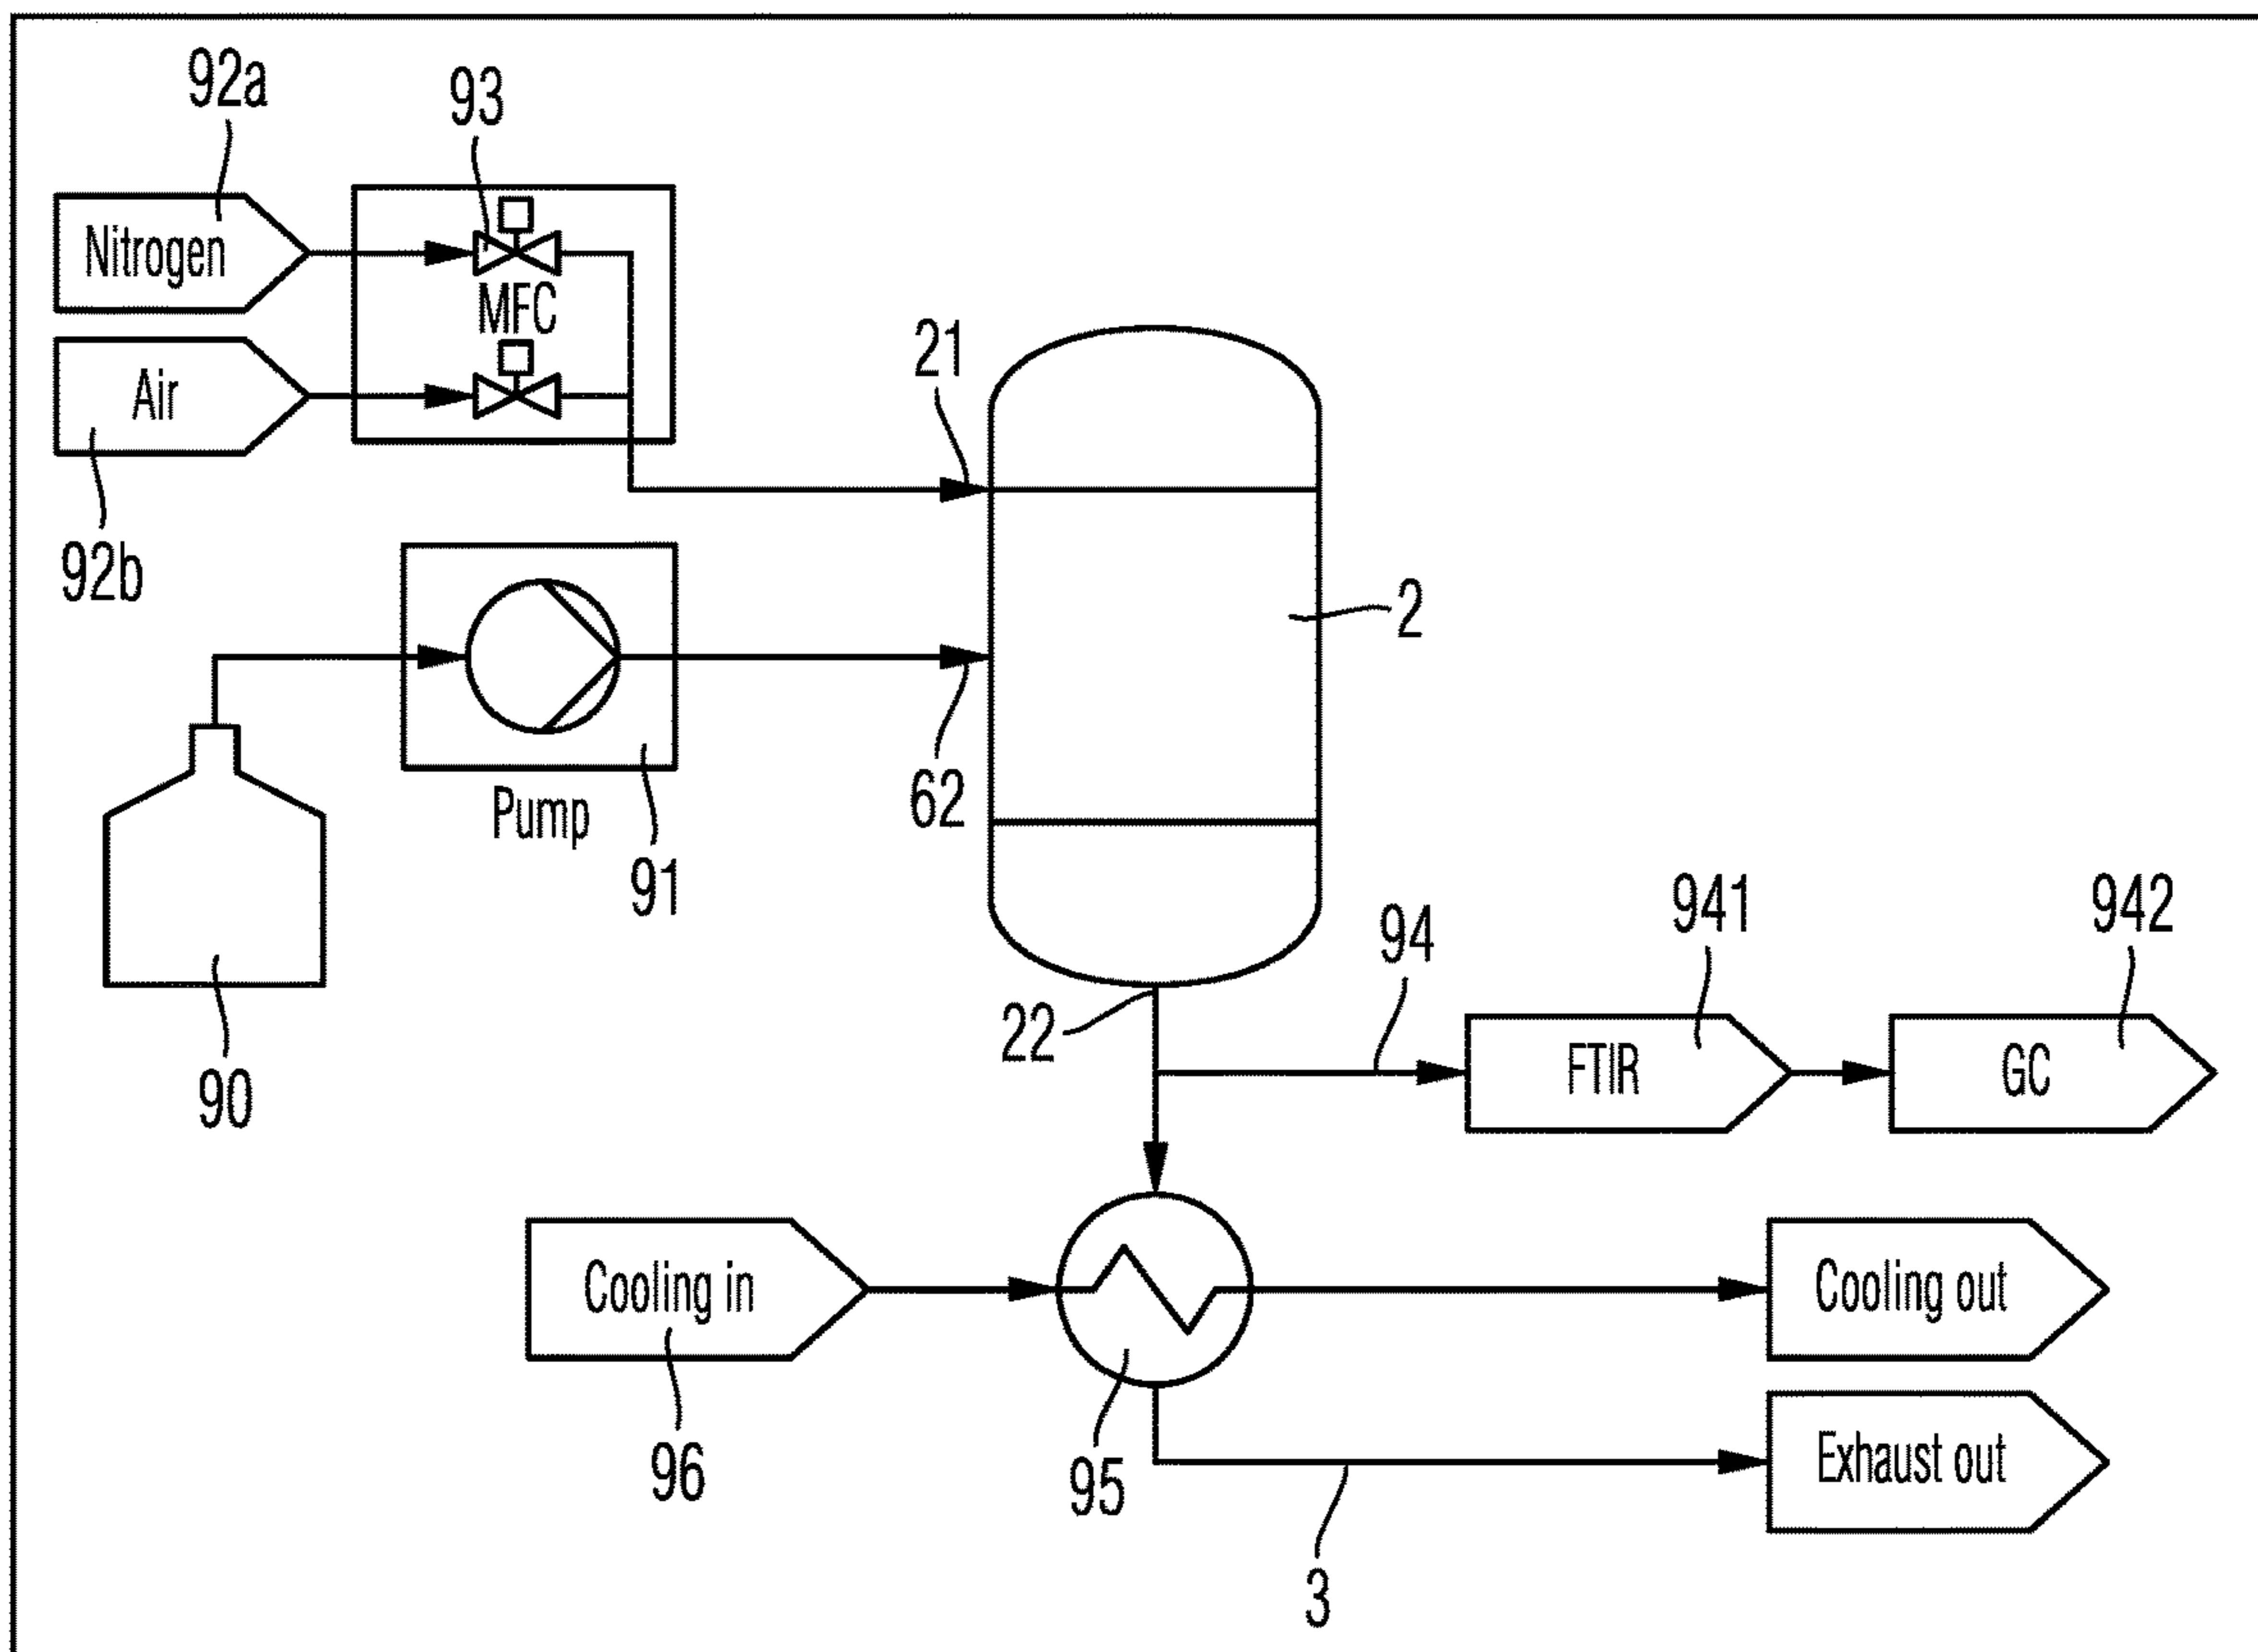 92a
93
Nitrogen
MFC
21
Air
92b
2
62
Pump
91
941
942
94
22
FTIR
GC
90
Cooling in
Cooling out
96
95
Exhaust out
3